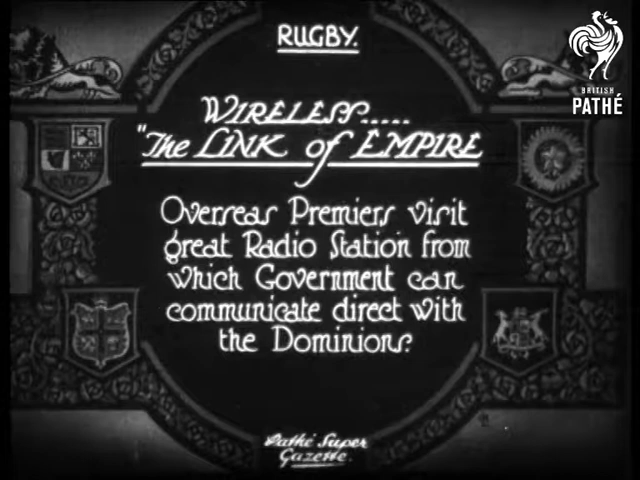 RUGBY.
BRITISH
PATHÉ
WIRELESS.....
"The LINK of EMPIRE
Overseas Premiers visit
great Radio Station from
which Government can
communicate direct with
the Dominions.
Pathé Super
Gazette.